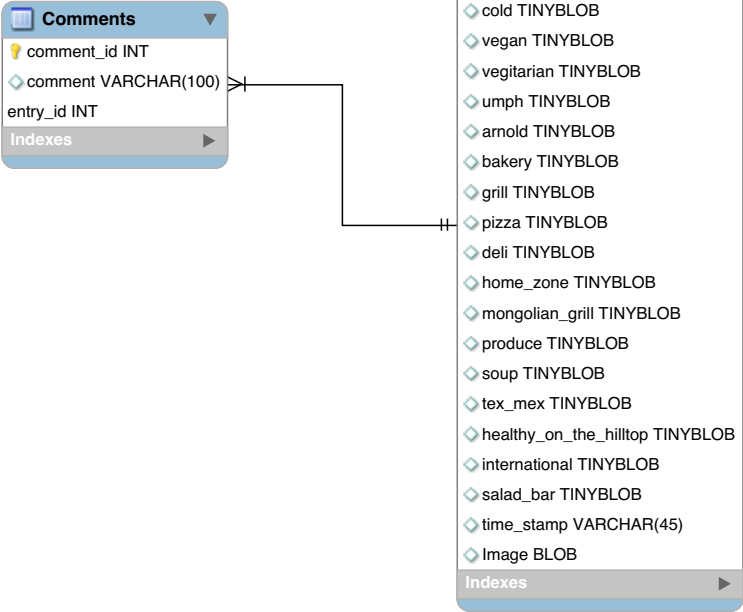 Comments
comment_id INT
comment VARCHAR(100)
entry_id INT
Indexes
cold TINYBLOB
vegan TINYBLOB
vegitarian TINYBLOB
umph TINYBLOB
arnold TINYBLOB
bakery TINYBLOB
grill TINYBLOB
pizza TINYBLOB
deli TINYBLOB
home_zone TINYBLOB
mongolian_grill TINYBLOB
produce TINYBLOB
soup TINYBLOB
tex_mex TINYBLOB
healthy_on_the_hilltop TINYBLOB
international TINYBLOB
salad_bar TINYBLOB
time_stamp VARCHAR(45)
Image BLOB
Indexes